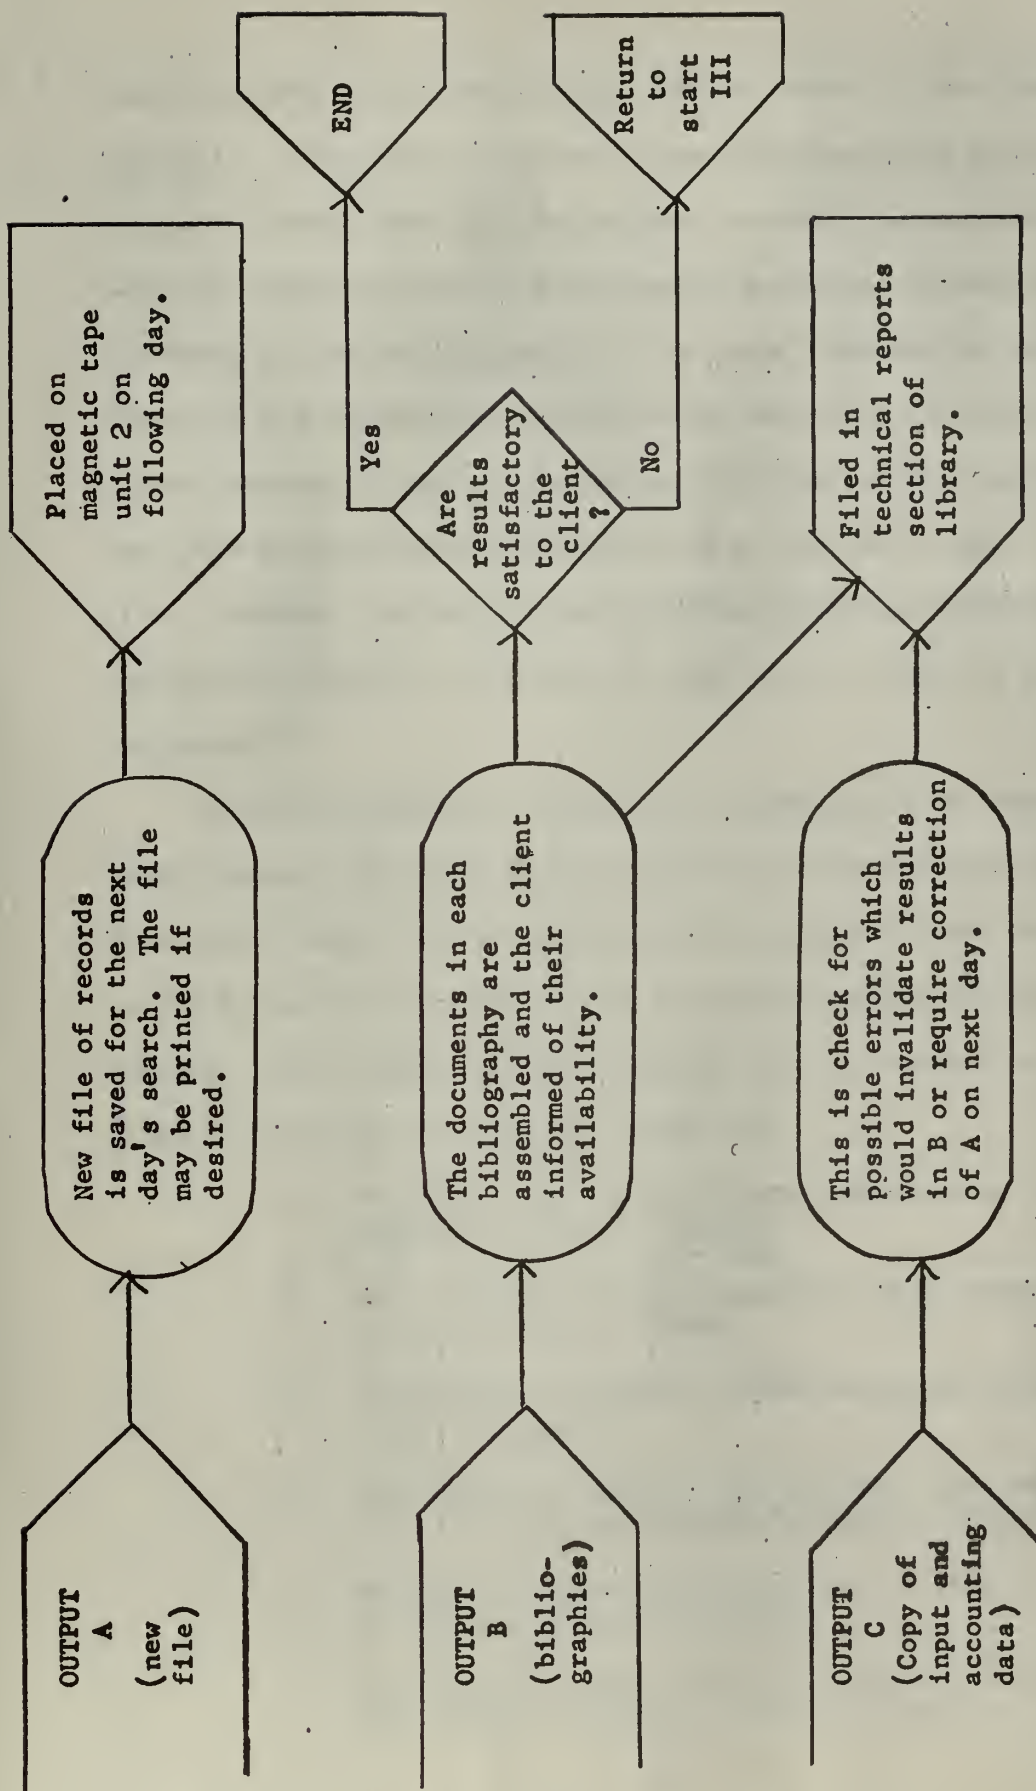 OUTPUT
A
(new
file)
New file of records
is saved for the next
day's search. The file
may be printed if
desired.
Placed on
magnetic tape
unit 2 on
following day.
OUTPUT
B
(biblio-
graphies)
The documents in each
bibliography are
assembled and the client
informed of their
availability.
Are
results
satisfactory
to the
client
?
Yes
END
No
Return
to
start
III
OUTPUT
C
(Copy of
input and
accounting
data)
This is check for
possible errors which
would invalidate results
in B or require correction
of A on next day.
Filed in
technical reports
section of
library.